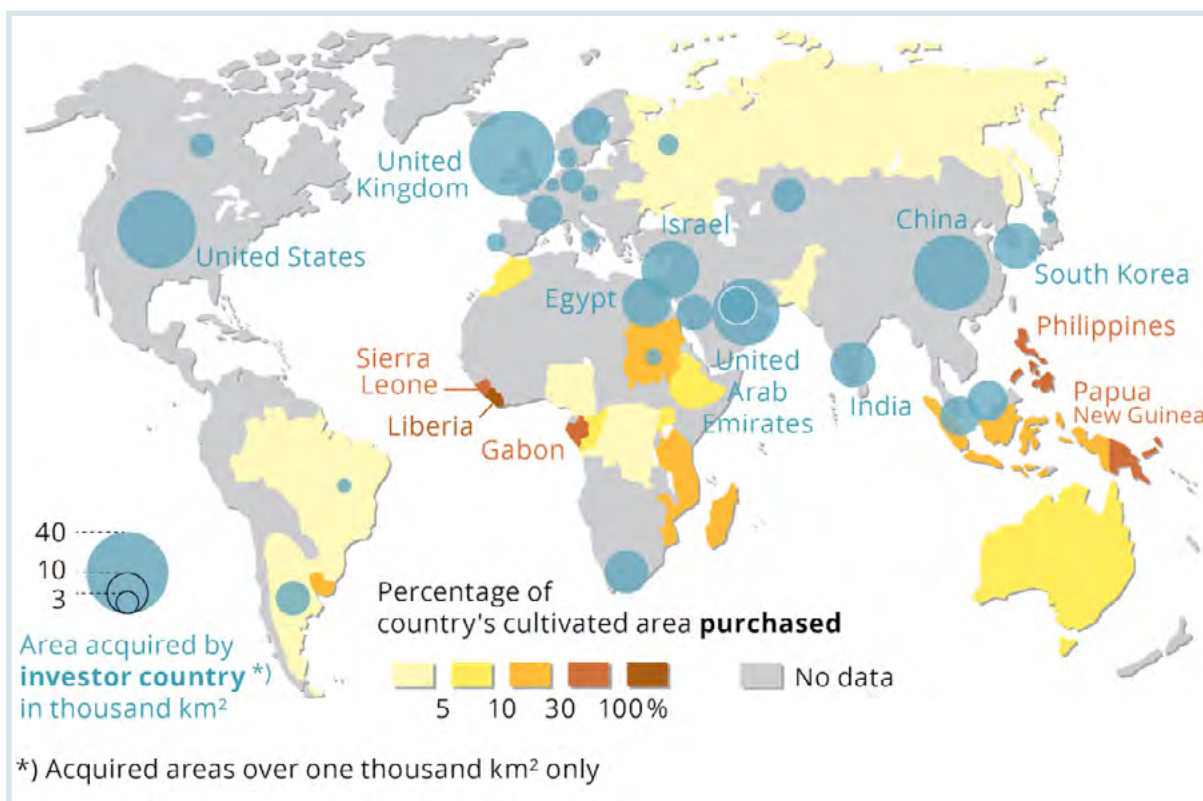 United
Kingdom
United States
Israel
Egypt
United
Arab
Emirates
China
South Korea
India
Philippines
Papua
New Guinea
Sierra
Leone
Liberia
Gabon
40
10
3
Area acquired by
investor country *)
in thousand km²
Percentage of
country's cultivated area purchased
5 10 30 100%
No data
*) Acquired areas over one thousand km² only